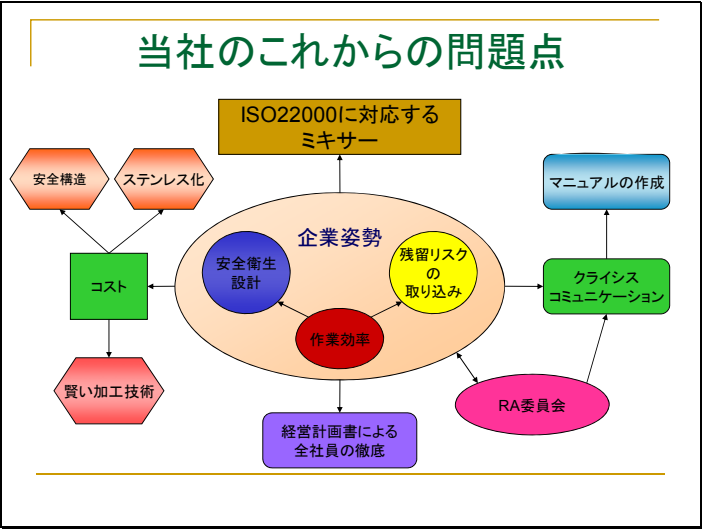 当社のこれからの問題点
ISO22000に対応する
ミキサー
安全構造
ステンレス化
マニュアルの作成
企業姿勢
安全衛生
設計
残留リスク
の
取り込み
コスト
クライシス
コミュニケーション
作業効率
賢い加工技術
RA委員会
経営計画書による
全社員の徹底